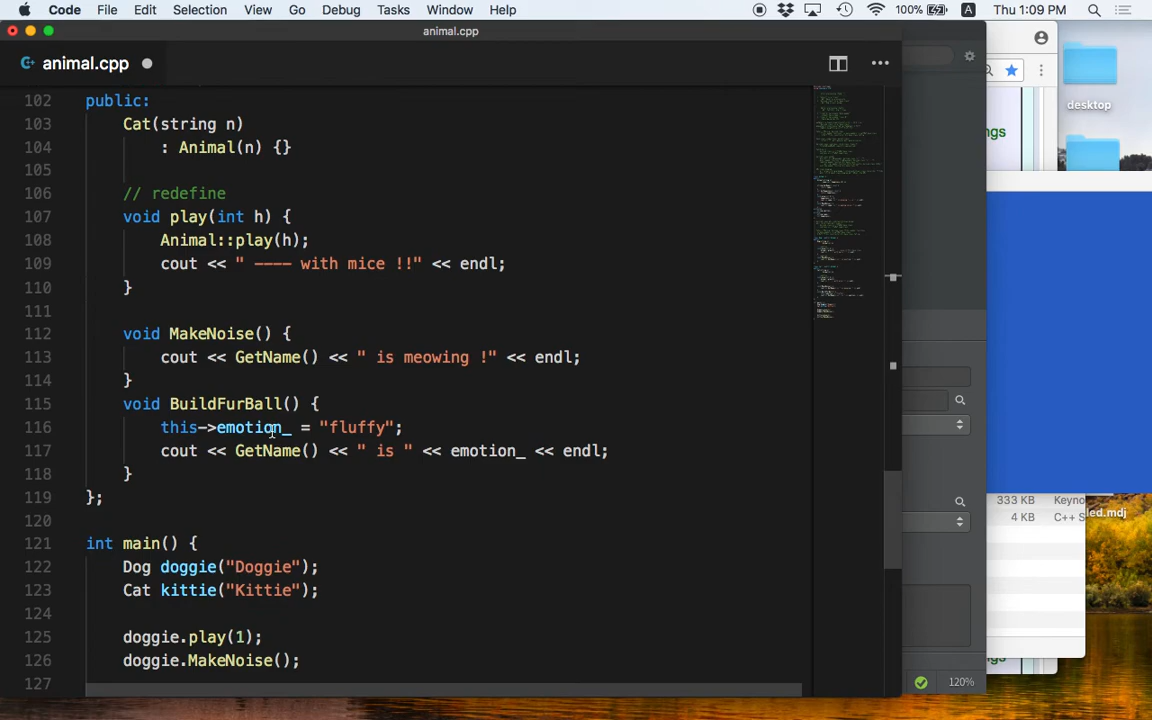 Code File Edit Selection View Go Debug Tasks Window Help 100% A Thu 1:09 PM
animal.cpp
animal.cpp
102 public:
103 Cat(string n)
104 : Animal(n) {}
105
106 // redefine
107 void play(int h) {
108 Animal::play(h);
109 cout << " ---- with mice !!" << endl;
110 }
111
112 void MakeNoise() {
113 cout << GetName() << " is meowing !" << endl;
114 }
115 void BuildFurBall() {
116 this->emotion_ = "fluffy";
117 cout << GetName() << " is " << emotion_ << endl;
118 }
119 };
120
121 int main() {
122 Dog doggie("Doggie");
123 Cat kittie("Kittie");
124
125 doggie.play(1);
126 doggie.MakeNoise();
127
desktop
ngs
333 KB Keyno
4 KB C++ S
led.mdj
ngs
120%